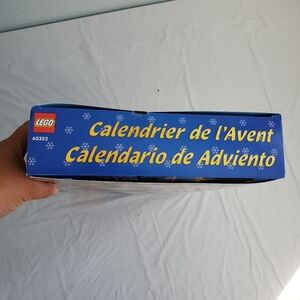 LEGO
60352
Calendrier de l'Avent
Calendario de Adviento